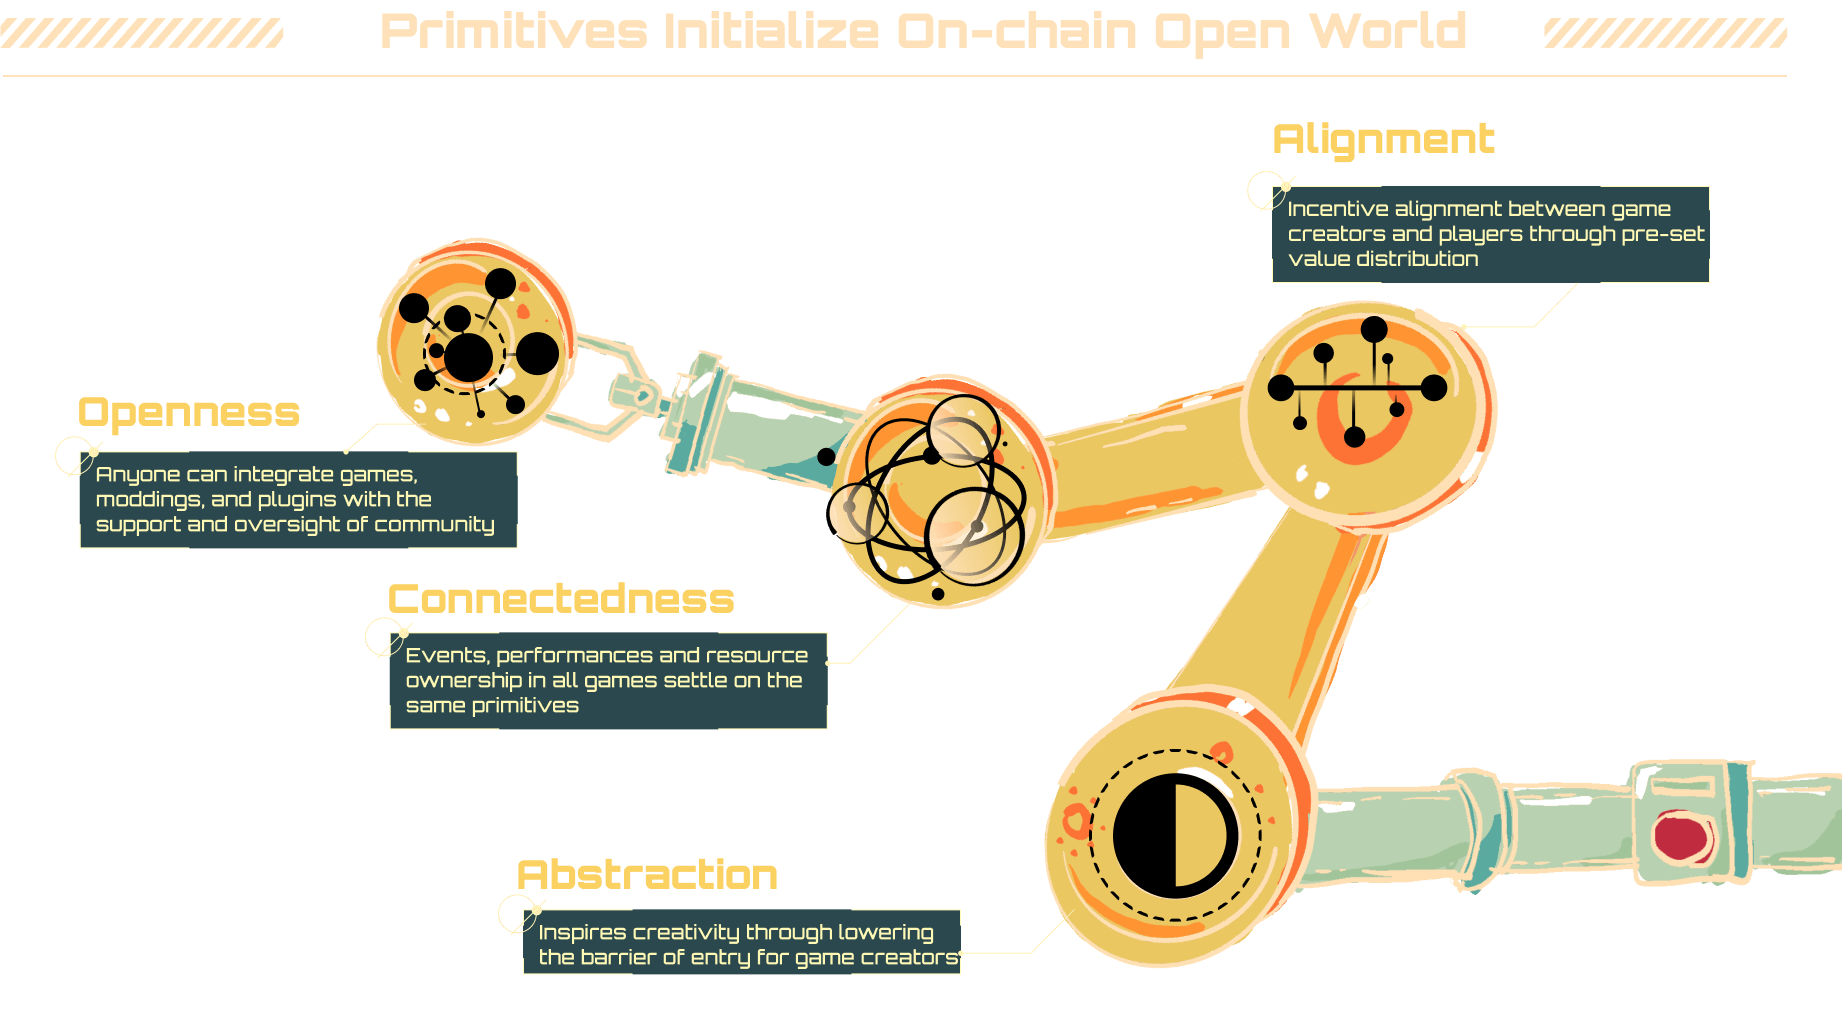 Primitives Initialize On-chain Open World
Alignment
Incentive alignment between game
creators and players through pre-set
value distribution
Openness
Anyone can integrate games,
moddings, and plugins with the
support and oversight of community
Connectedness
Events, performances and resource
ownership in all games settle on the
same primitives
Abstraction
Inspires creativity through lowering
the barrier of entry for game creators